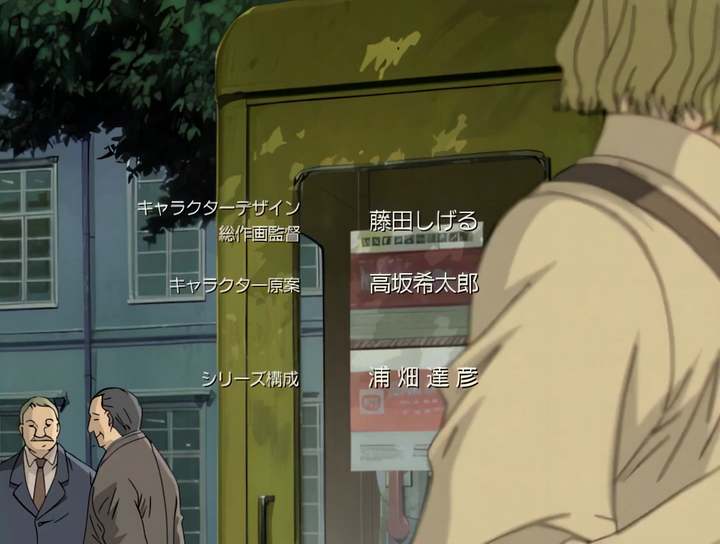 キャラクターデザイン
総作画監督 藤田しげる
キャラクター原案 高坂希太郎
シリーズ構成 浦畑達彦